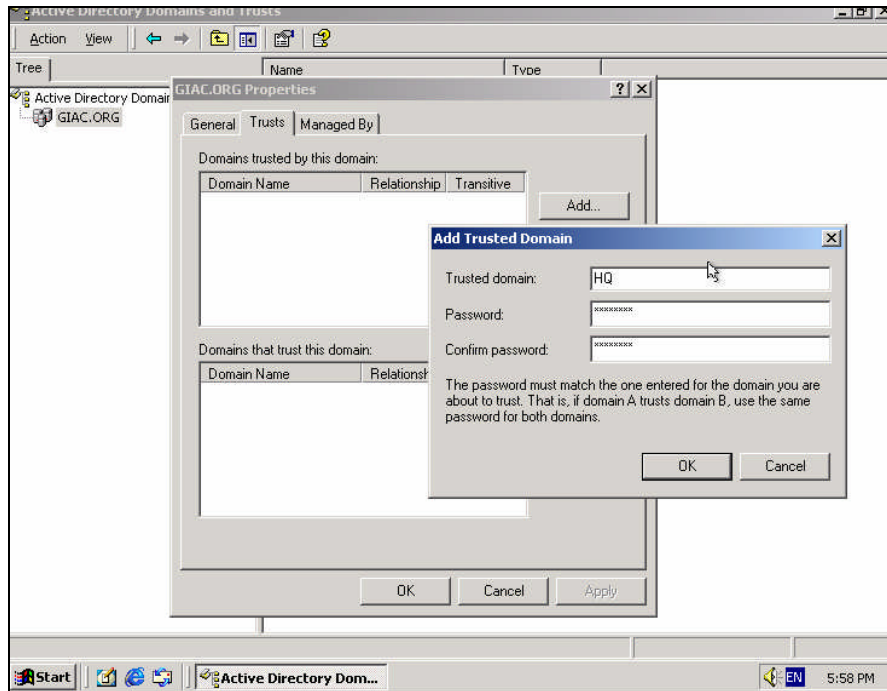 Active Directory Domains and Trusts
Action View
Tree
Name Type
Active Directory Domai
GIAC.ORG
GIAC.ORG Properties
General Trusts Managed By
Domains trusted by this domain:
Domain Name Relationship Transitive
Add...
Add Trusted Domain
Trusted domain: HQ
Password: ********
Confirm password: ********
The password must match the one entered for the domain you are
about to trust. That is, if domain A trusts domain B, use the same
password for both domains.
OK Cancel
Domains that trust this domain:
Domain Name Relationsh
OK Cancel Apply
Start Active Directory Dom... EN 5:58 PM